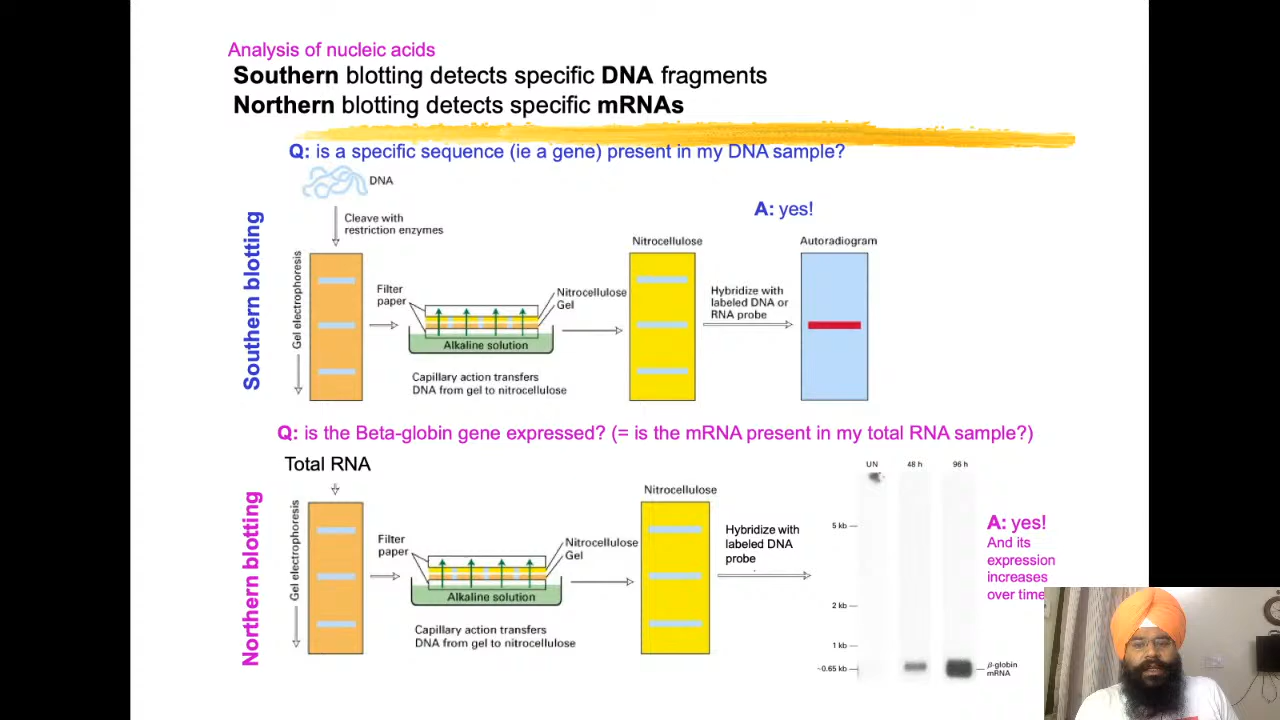 Analysis of nucleic acids
Southern blotting detects specific DNA fragments
Northern blotting detects specific mRNAs
Q: is a specific sequence (ie a gene) present in my DNA sample?
DNA
A: yes!
Cleave with
restriction enzymes
Southern blotting
Gel electrophoresis
Filter
paper
Nitrocellulose
Gel
Alkaline solution
Capillary action transfers
DNA from gel to nitrocellulose
Nitrocellulose
Hybridize with
labeled DNA or
RNA probe
Autoradiogram
Q: is the Beta-globin gene expressed? (= is the mRNA present in my total RNA sample?)
Total RNA
Northern blotting
Gel electrophoresis
Filter
paper
Nitrocellulose
Gel
Alkaline solution
Capillary action transfers
DNA from gel to nitrocellulose
Nitrocellulose
Hybridize with
labeled DNA
probe
UN 48 h 96 h
5 kb
2 kb
1 kb
~0.65 kb
β-globin
mRNA
A: yes!
And its
expression
increases
over time